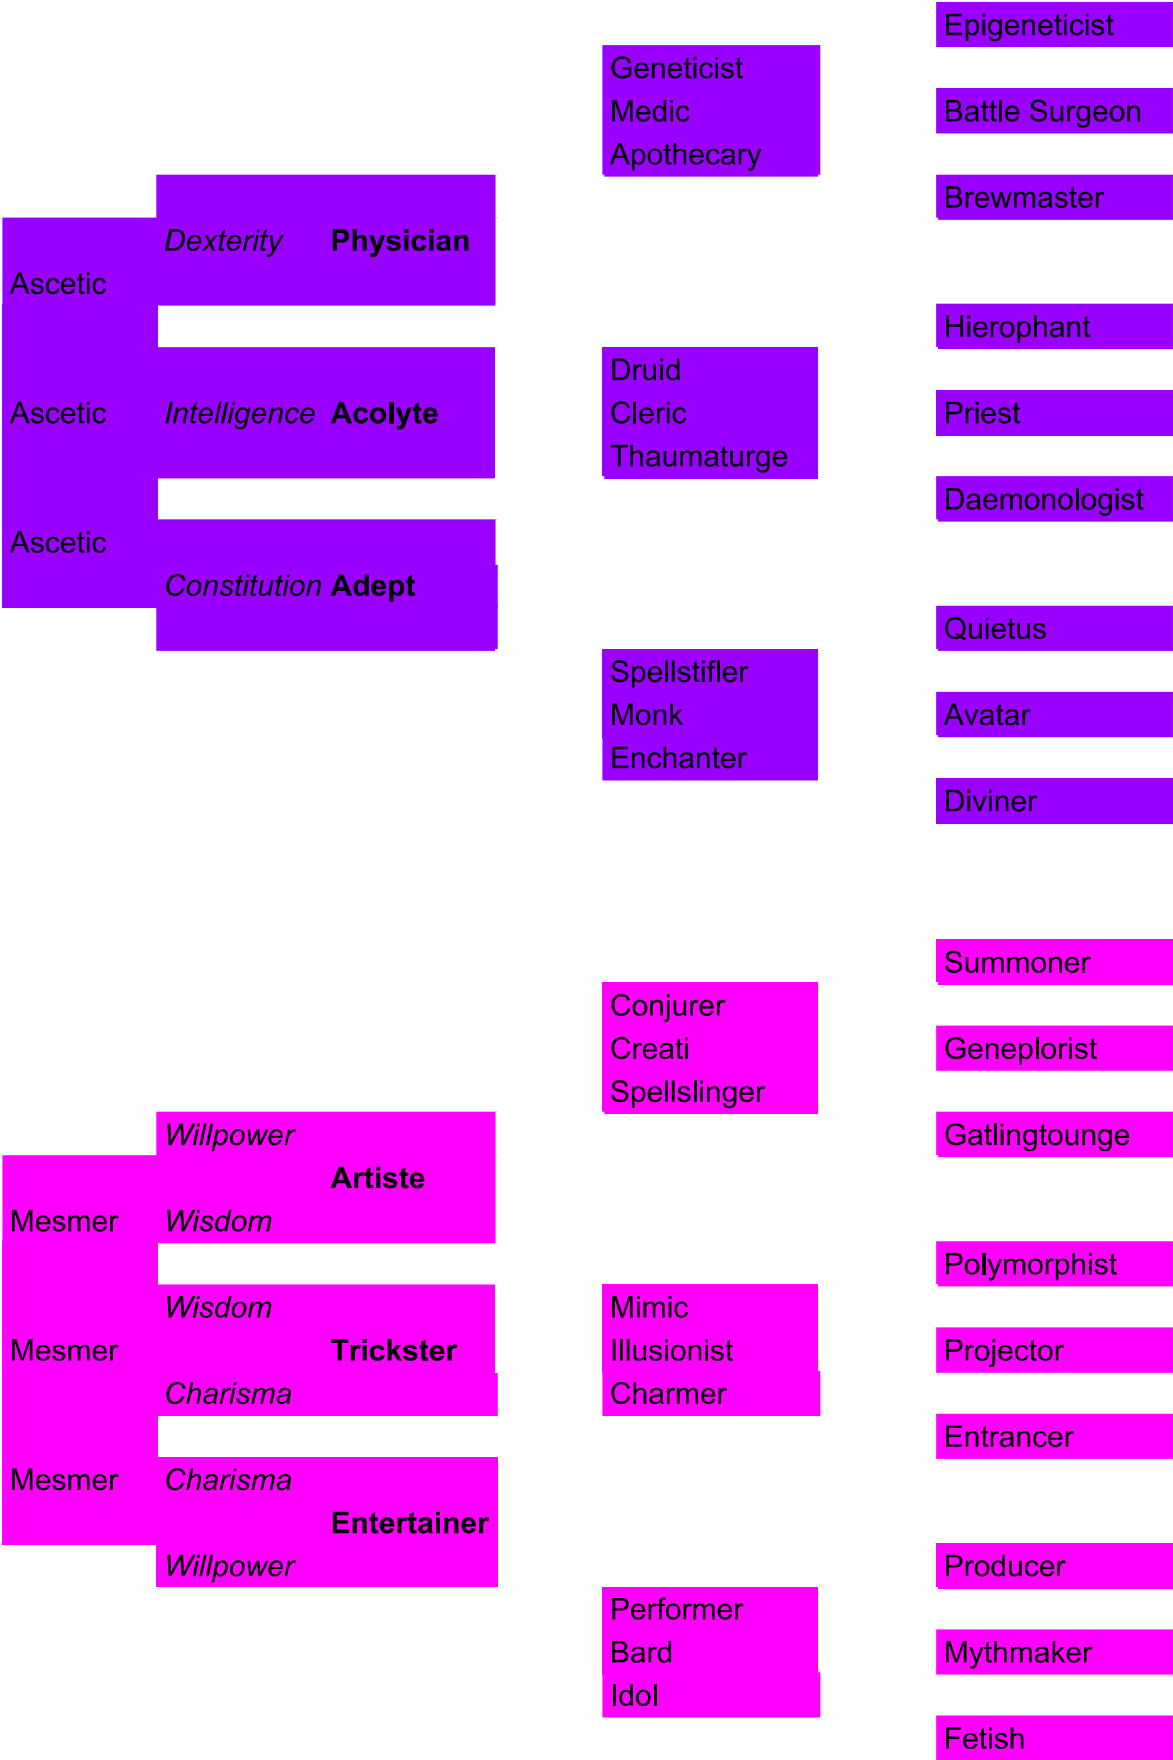 Epigeneticist
Geneticist
Medic Battle Surgeon
Apothecary
Brewmaster
Dexterity Physician
Ascetic
Hierophant
Druid
Ascetic Intelligence Acolyte Cleric Priest
Thaumaturge
Daemonologist
Ascetic
Constitution Adept
Quietus
Spellstifler
Monk Avatar
Enchanter
Diviner
Summoner
Conjurer
Creati Geneplorist
Spellslinger
Willpower Gatlingtounge
Artiste
Mesmer Wisdom
Polymorphist
Wisdom Mimic
Mesmer Trickster Illusionist Projector
Charisma Charmer
Entrancer
Mesmer Charisma
Entertainer
Willpower Producer
Performer
Bard Mythmaker
Idol
Fetish